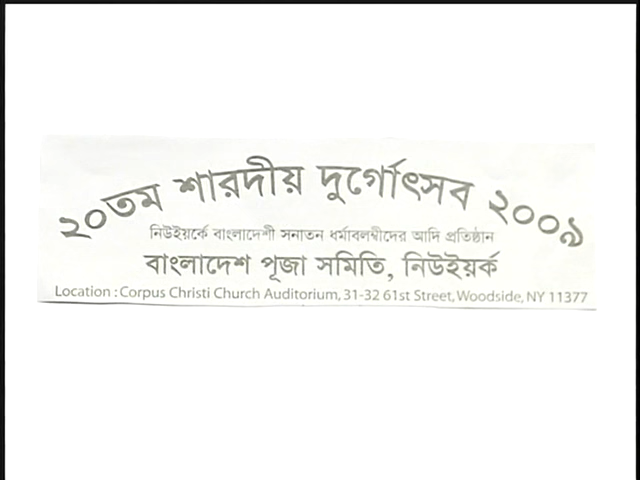 ২০তম শারদীয় দুর্গোৎসব ২০০৯
নিউইয়র্কে বাংলাদেশী সনাতন ধর্মাবলম্বীদের আদি প্রতিষ্ঠান
বাংলাদেশ পূজা সমিতি, নিউইয়র্ক
Location : Corpus Christi Church Auditorium, 31-32 61st Street, Woodside, NY 11377